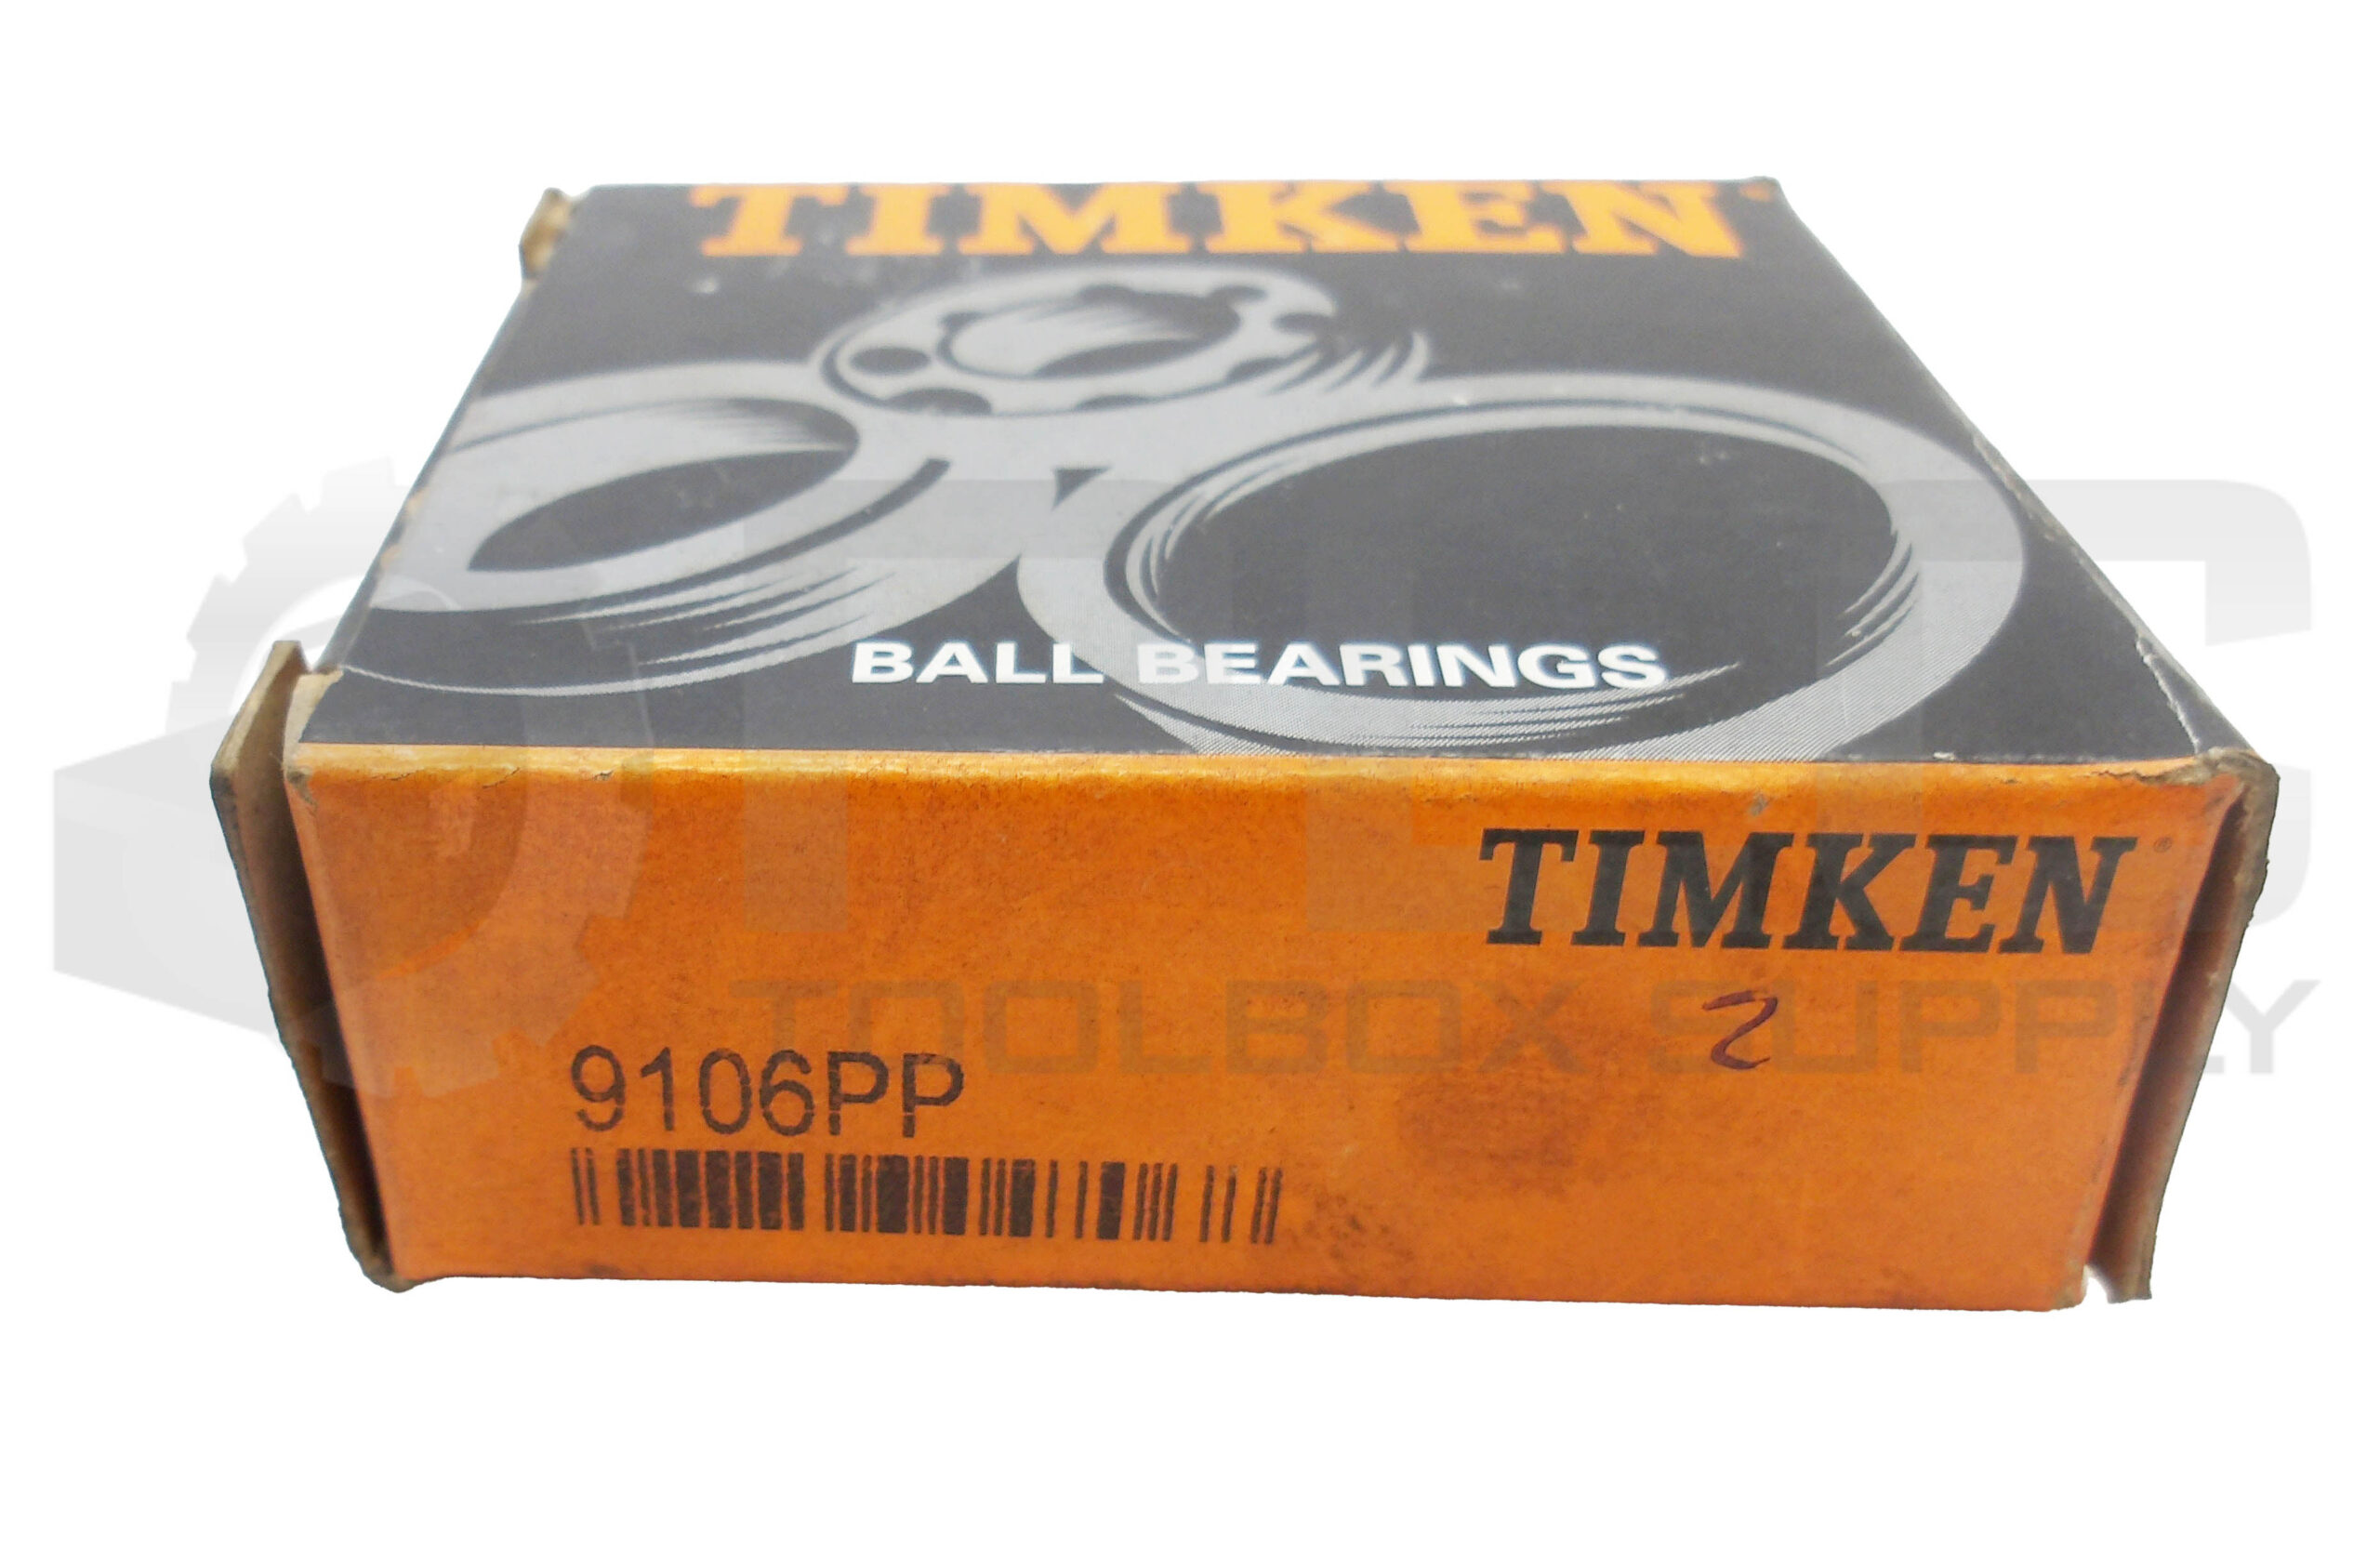 TIMKEN
BALL BEARINGS
TIMKEN®
2
9106PP
TOOLBOX SUPPLY